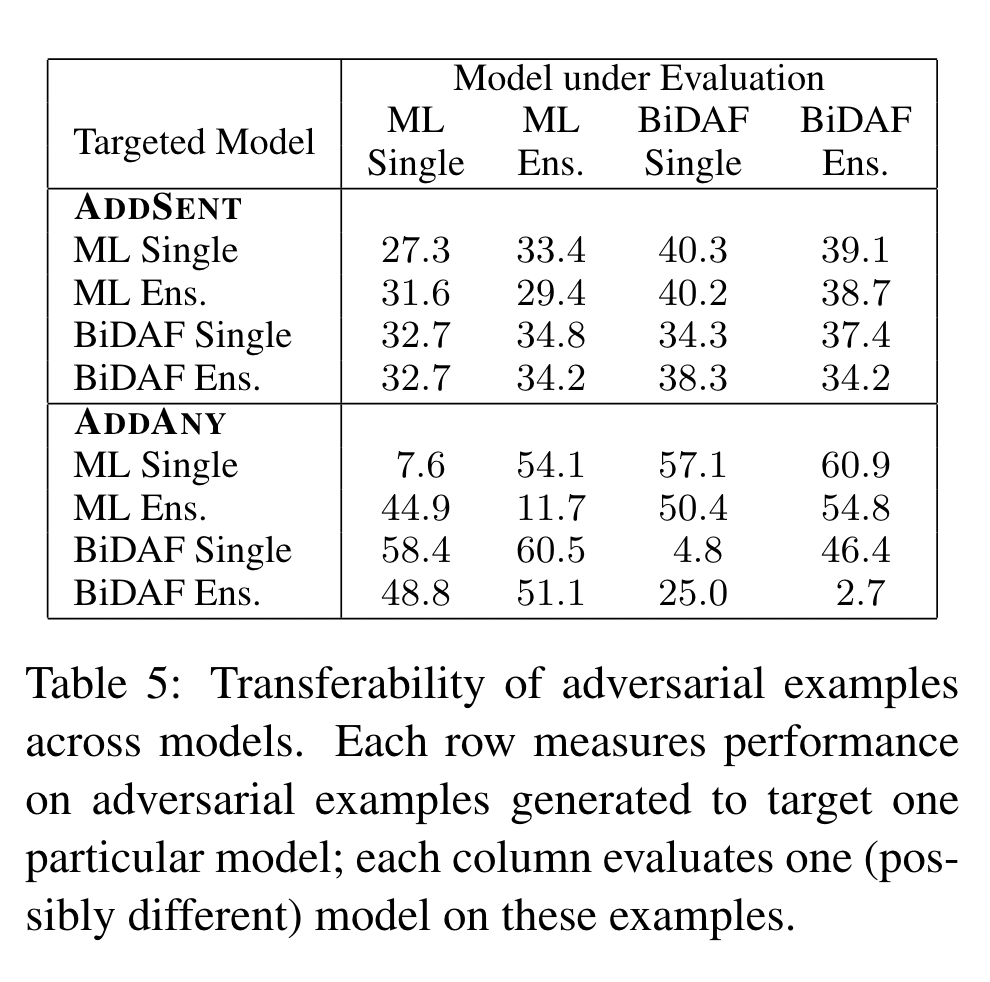 Model under Evaluation
Targeted Model ML Single ML Ens. BiDAF Single BiDAF Ens.
ADDSENT
ML Single 27.3 33.4 40.3 39.1
ML Ens. 31.6 29.4 40.2 38.7
BiDAF Single 32.7 34.8 34.3 37.4
BiDAF Ens. 32.7 34.2 38.3 34.2
ADDANY
ML Single 7.6 54.1 57.1 60.9
ML Ens. 44.9 11.7 50.4 54.8
BiDAF Single 58.4 60.5 4.8 46.4
BiDAF Ens. 48.8 51.1 25.0 2.7
Table 5: Transferability of adversarial examples
across models. Each row measures performance
on adversarial examples generated to target one
particular model; each column evaluates one (pos-
sibly different) model on these examples.